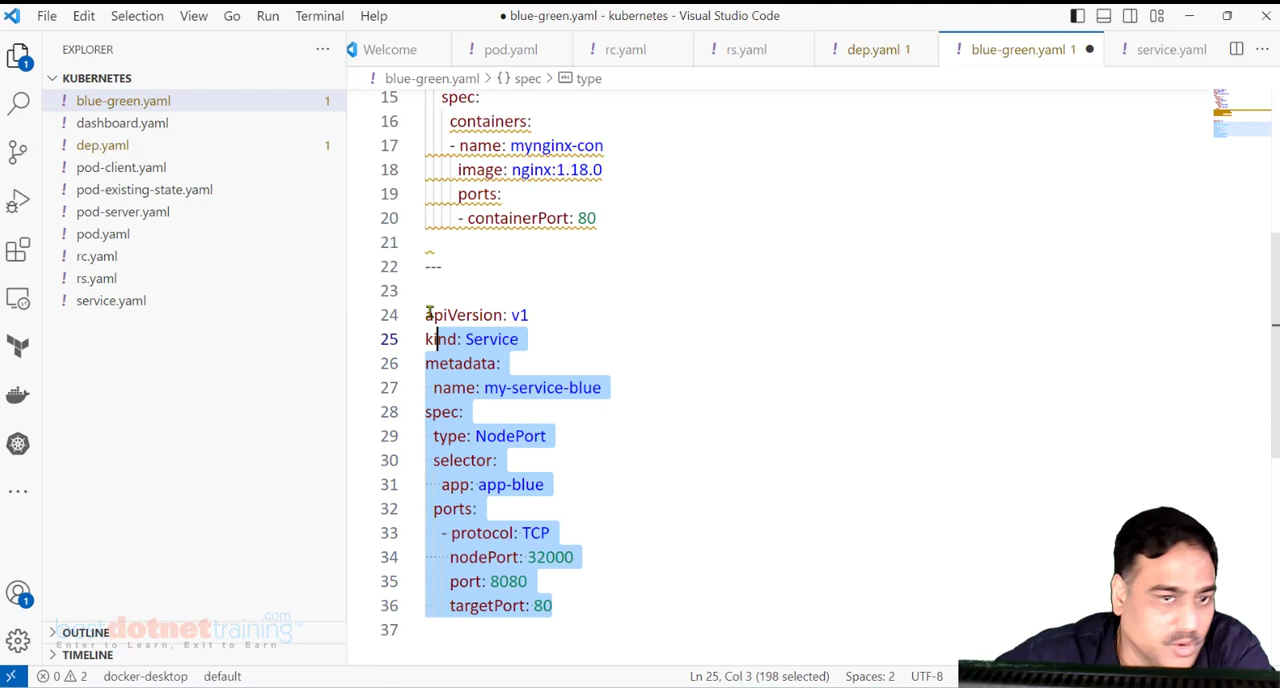 File Edit Selection View Go Run Terminal Help
● blue-green.yaml - kubernetes - Visual Studio Code
EXPLORER ···
Welcome ! pod.yaml ! rc.yaml ! rs.yaml ! dep.yaml 1 ! blue-green.yaml 1 ● ! service.yaml ···
KUBERNETES
! blue-green.yaml > {} spec > abc type
! blue-green.yaml 1
! dashboard.yaml
! dep.yaml 1
! pod-client.yaml
! pod-existing-state.yaml
! pod-server.yaml
! pod.yaml
! rc.yaml
! rs.yaml
! service.yaml
15 spec:
16 containers:
17 - name: mynginx-con
18 image: nginx:1.18.0
19 ports:
20 - containerPort: 80
21
22 ---
23
24 apiVersion: v1
25 kind: Service
26 metadata:
27 name: my-service-blue
28 spec:
29 type: NodePort
30 selector:
31 app: app-blue
32 ports:
33 - protocol: TCP
34 nodePort: 32000
35 port: 8080
36 targetPort: 80
37
1
1
OUTLINE
TIMELINE
bestdotnettraining.com
Enter to Learn, Exit to Earn
0 2 docker-desktop default Ln 25, Col 3 (198 selected) Spaces: 2 UTF-8